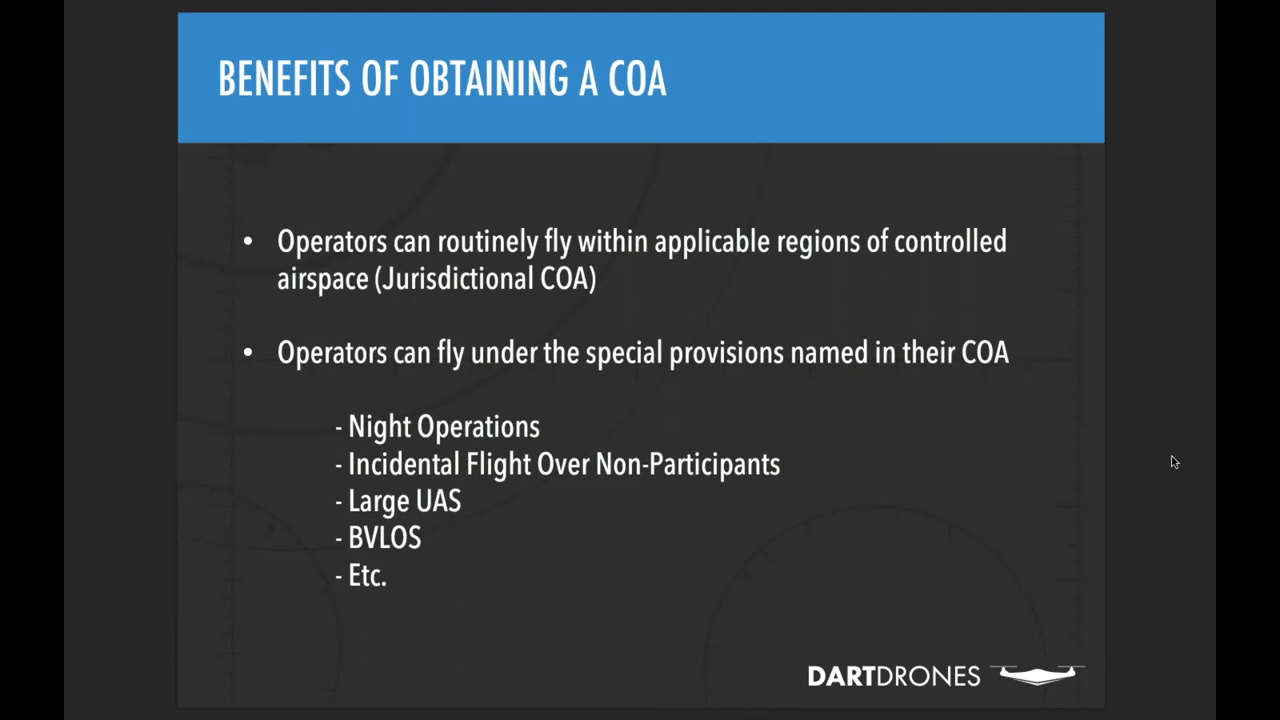 BENEFITS OF OBTAINING A COA
• Operators can routinely fly within applicable regions of controlled
airspace (Jurisdictional COA)
• Operators can fly under the special provisions named in their COA
- Night Operations
- Incidental Flight Over Non-Participants
- Large UAS
- BVLOS
- Etc.
DARTDRONES